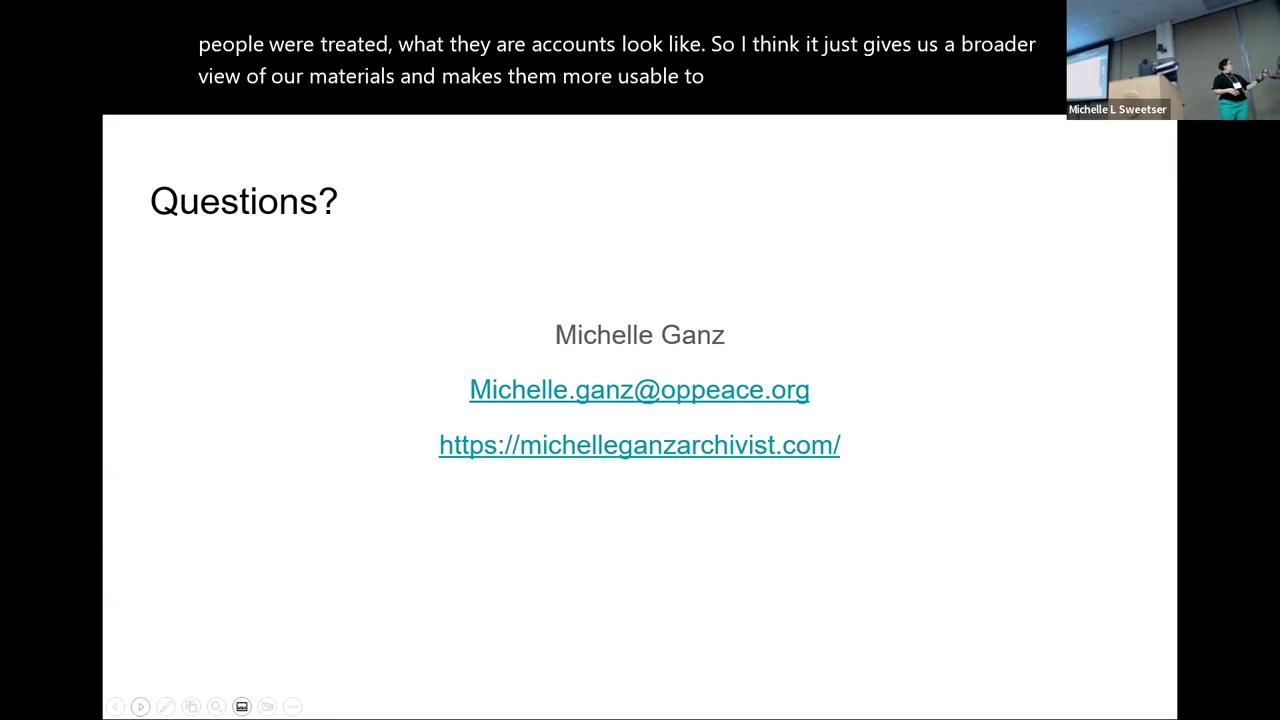 people were treated, what they are accounts look like. So I think it just gives us a broader
view of our materials and makes them more usable to
Michelle L Sweetser
Questions?
Michelle Ganz
Michelle.ganz@oppeace.org
https://michelleganzarchivist.com/